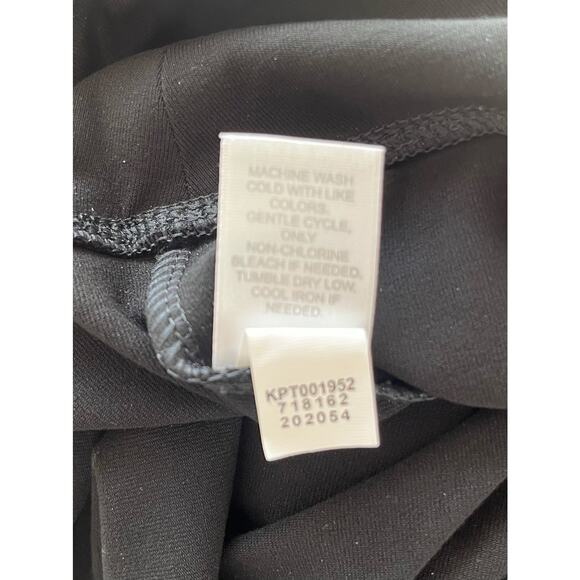 MACHINE WASH
COLD WITH LIKE
COLORS.
GENTLE CYCLE,
ONLY
NON-CHLORINE
BLEACH IF NEEDED.
TUMBLE DRY LOW.
COOL IRON IF
NEEDED.
KPT001952
718162
202054